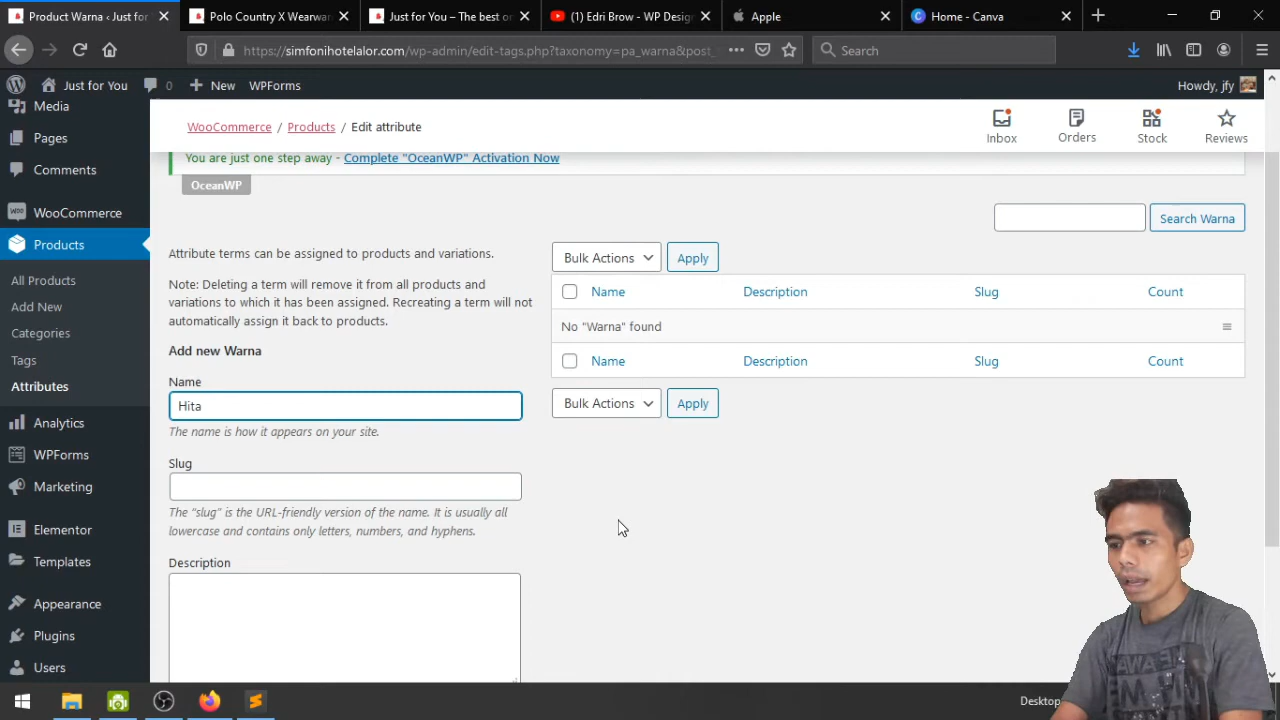 Product Warna ‹ Just for
Polo Country X Wearwar
Just for You – The best or
(1) Edri Brow - WP Design
Apple
Home - Canva
https://simfonihotelalor.com/wp-admin/edit-tags.php?taxonomy=pa_warna&post_
Search
Just for You
0
New
WPForms
Howdy, jfy
Media
Pages
Comments
WooCommerce
Products
All Products
Add New
Categories
Tags
Attributes
Analytics
WPForms
Marketing
Elementor
Templates
Appearance
Plugins
Users
WooCommerce / Products / Edit attribute
Inbox
Orders
Stock
Reviews
You are just one step away - Complete "OceanWP" Activation Now
OceanWP
Search Warna
Attribute terms can be assigned to products and variations.
Note: Deleting a term will remove it from all products and
variations to which it has been assigned. Recreating a term will not
automatically assign it back to products.
Add new Warna
Name
Hita
The name is how it appears on your site.
Slug
The “slug” is the URL-friendly version of the name. It is usually all
lowercase and contains only letters, numbers, and hyphens.
Description
Bulk Actions
Apply
Name Description Slug Count
No "Warna" found
Name Description Slug Count
Bulk Actions
Apply
Desktop